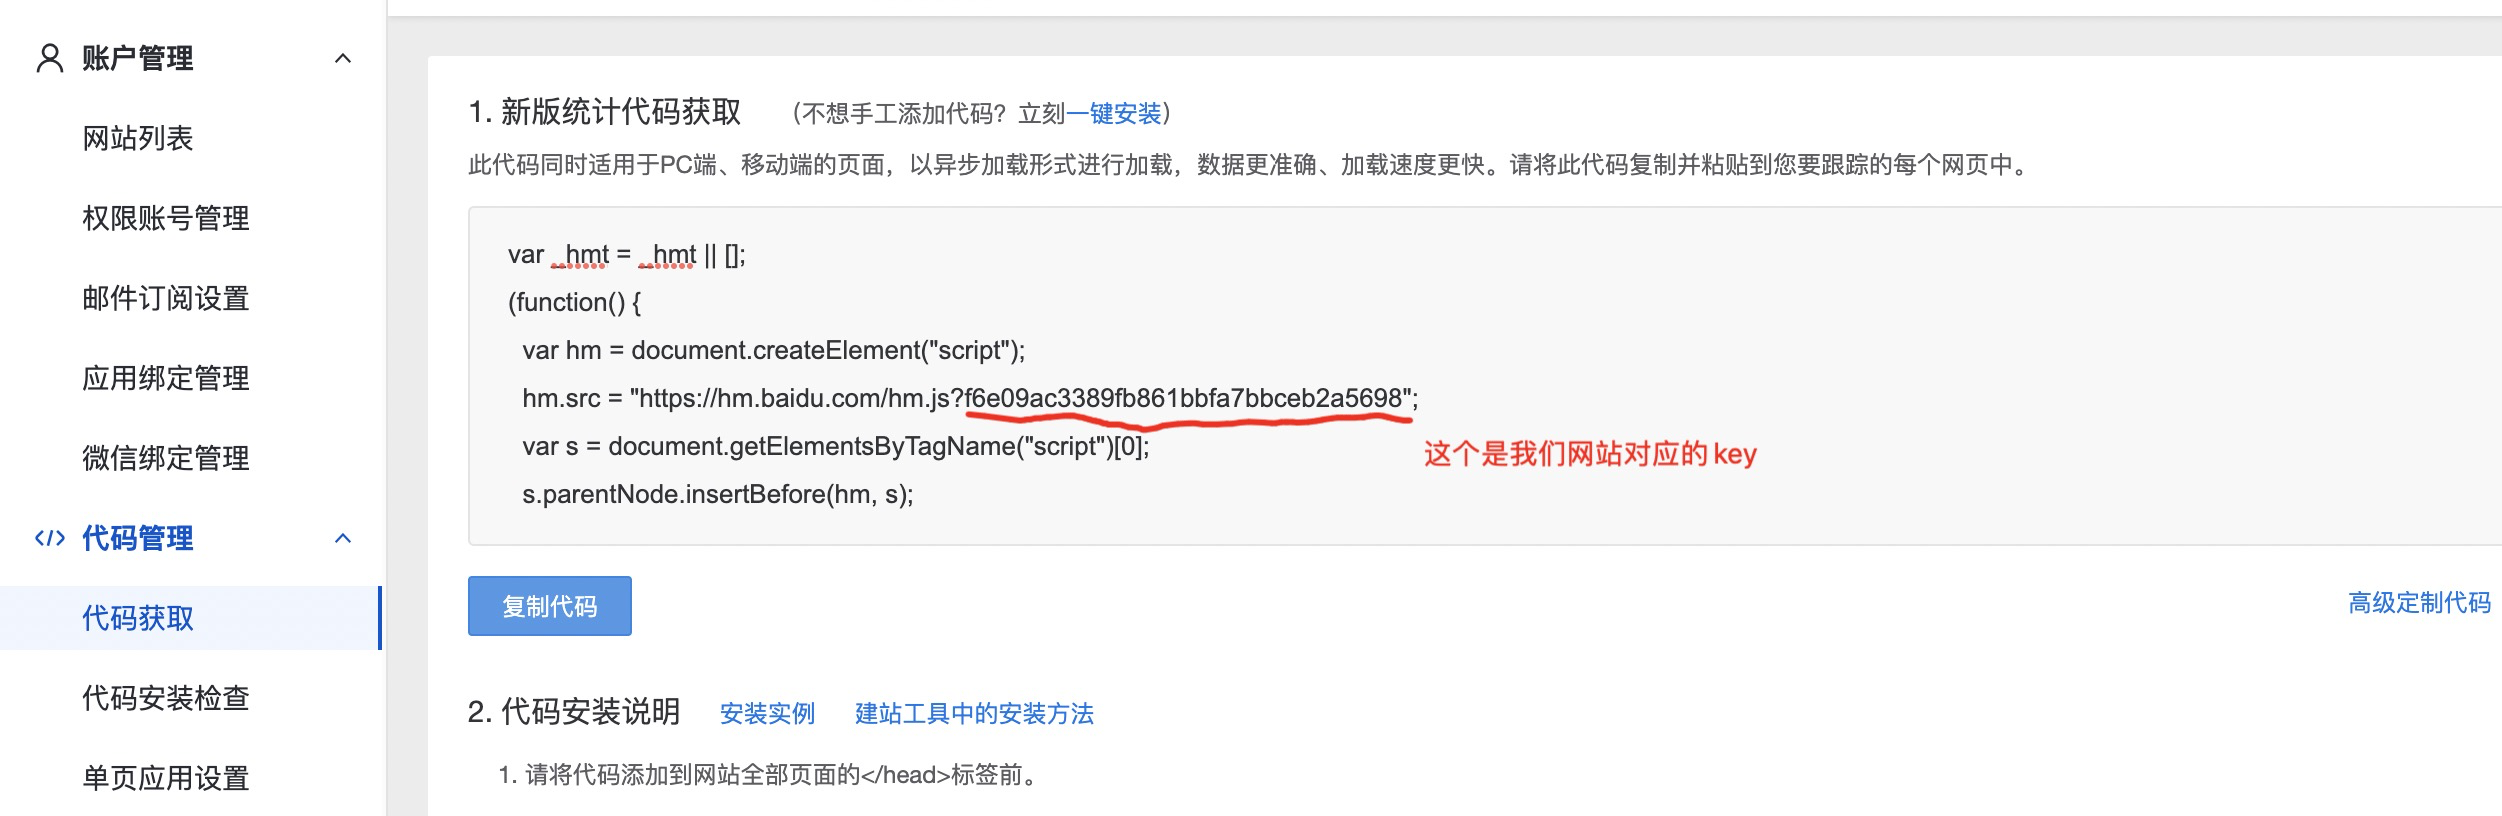 账户管理
网站列表
权限账号管理
邮件订阅设置
应用绑定管理
微信绑定管理
</> 代码管理
代码获取
代码安装检查
单页应用设置
1. 新版统计代码获取 (不想手工添加代码？立刻一键安装)
此代码同时适用于PC端、移动端的页面，以异步加载形式进行加载，数据更准确、加载速度更快。请将此代码复制并粘贴到您要跟踪的每个网页中。
var _hmt = _hmt || [];
(function() {
var hm = document.createElement("script");
hm.src = "https://hm.baidu.com/hm.js?f6e09ac3389fb861bbfa7bbceb2a5698";
var s = document.getElementsByTagName("script")[0];
s.parentNode.insertBefore(hm, s);
这个是我们网站对应的key
复制代码
高级定制代码
2. 代码安装说明 安装实例 建站工具中的安装方法
1. 请将代码添加到网站全部页面的</head>标签前。